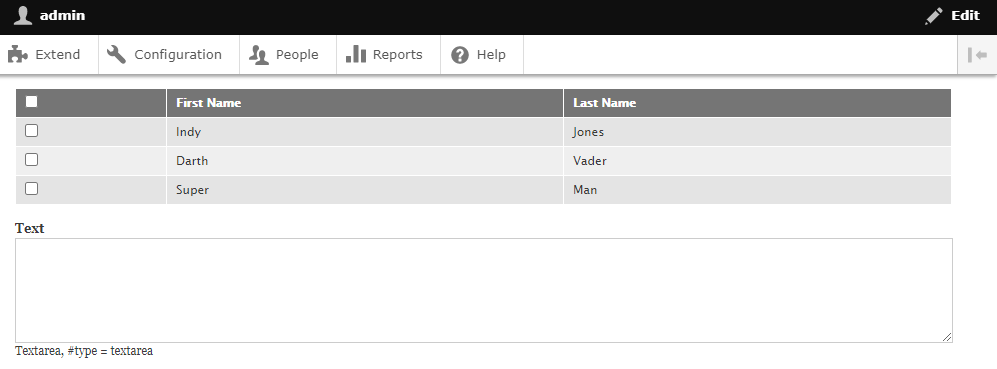 admin Edit
Extend Configuration People Reports Help
First Name Last Name
Indy Jones
Darth Vader
Super Man
Text
Textarea, #type = textarea